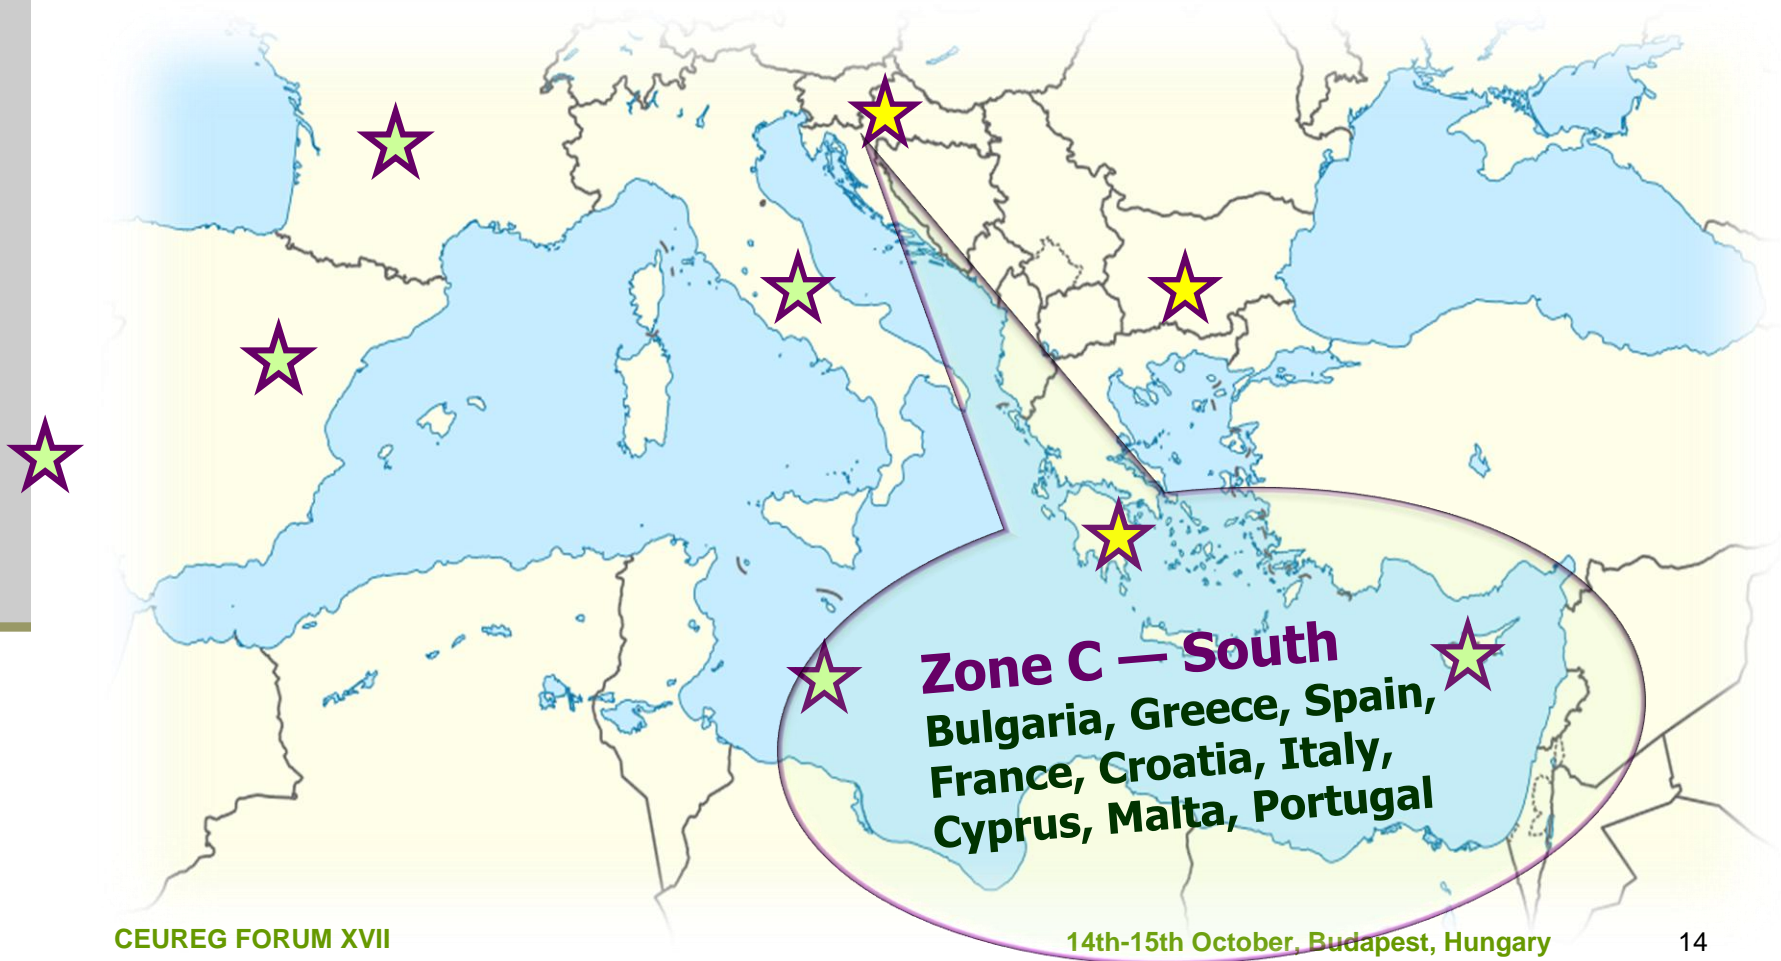 Zone C — South
Bulgaria, Greece, Spain,
France, Croatia, Italy,
Cyprus, Malta, Portugal
CEUREG FORUM XVII
14th-15th October, Budapest, Hungary
14